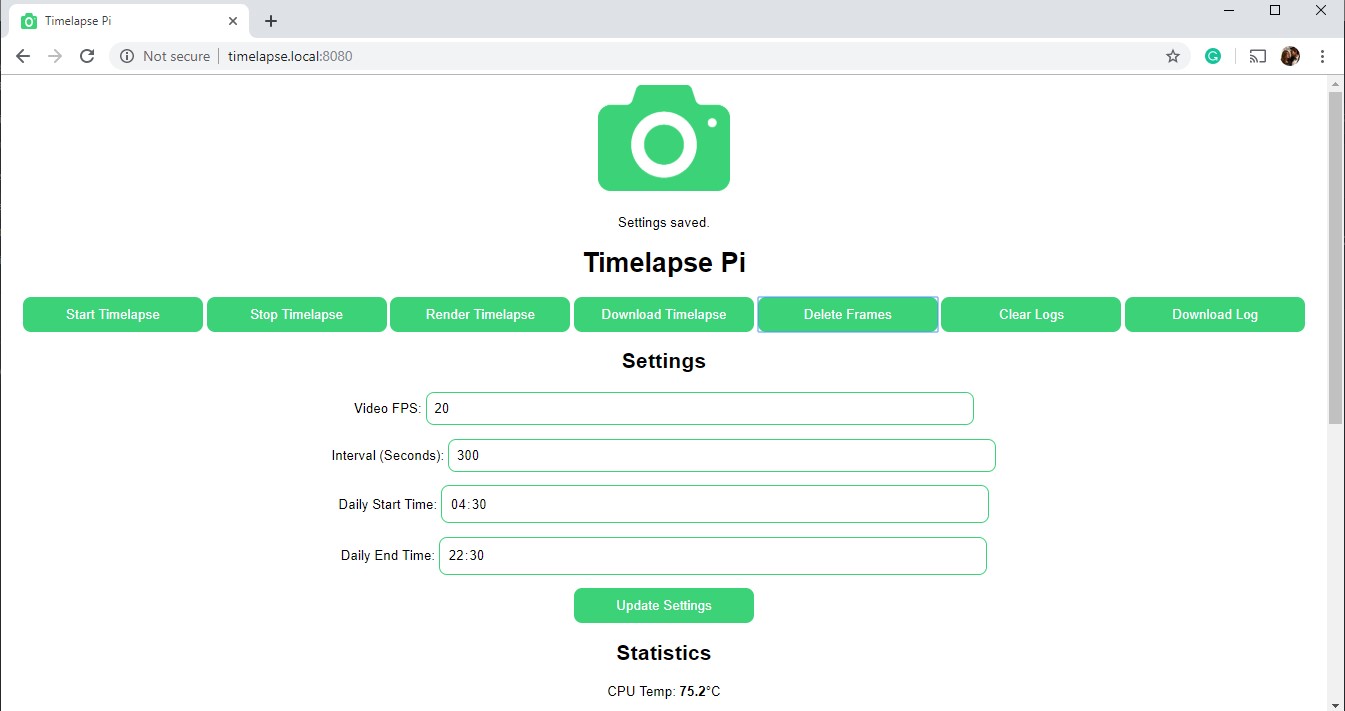 Timelapse Pi
Not secure timelapse.local:8080
Settings saved.
Timelapse Pi
Start Timelapse Stop Timelapse Render Timelapse Download Timelapse Delete Frames Clear Logs Download Log
Settings
Video FPS: 20
Interval (Seconds): 300
Daily Start Time: 04:30
Daily End Time: 22:30
Update Settings
Statistics
CPU Temp: 75.2°C